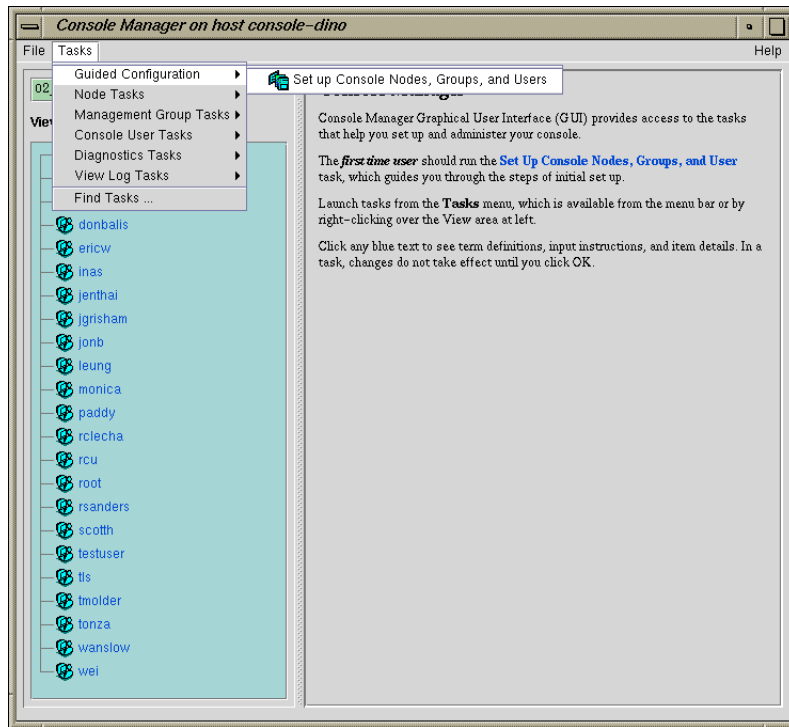 Console Manager on host console-dino
File Tasks Help
Guided Configuration
Set up Console Nodes, Groups, and Users
Node Tasks
Management Group Tasks
Console User Tasks
Diagnostics Tasks
View Log Tasks
Find Tasks ...
02
Vie
donbalis
ericw
inas
jenthai
jgrisham
jonb
leung
monica
paddy
rclecha
rcu
root
rsanders
scotth
testuser
tls
tmolder
tonza
wanslow
wei
Console Manager Graphical User Interface (GUI) provides access to the tasks
that help you set up and administer your console.
The first time user should run the Set Up Console Nodes, Groups, and User
task, which guides you through the steps of initial set up.
Launch tasks from the Tasks menu, which is available from the menu bar or by
right-clicking over the View area at left.
Click any blue text to see term definitions, input instructions, and item details. In a
task, changes do not take effect until you click OK.